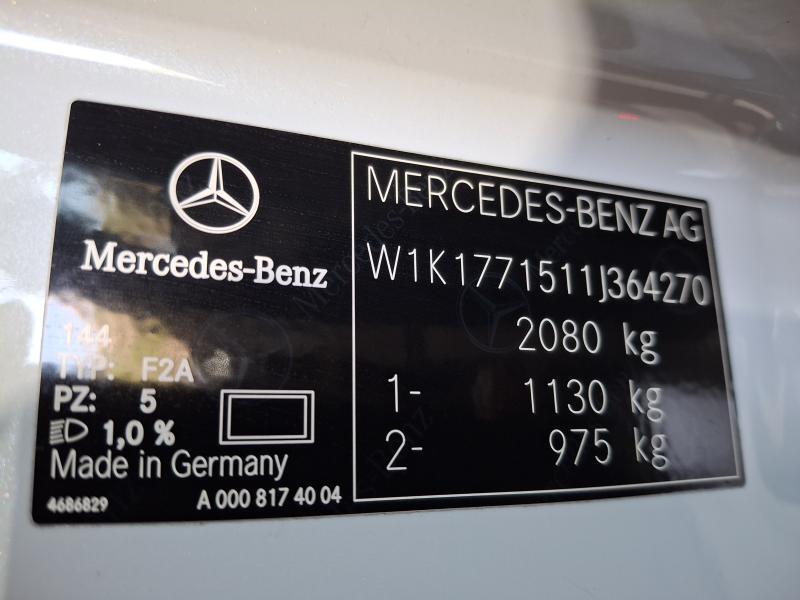 Mercedes-Benz
144
TYP: F2A
PZ: 5
1,0 %
Made in Germany
4686829
A 000 817 40 04
MERCEDES-BENZ AG
W1K1771511J364270
2080 kg
1- 1130 kg
2- 975 kg